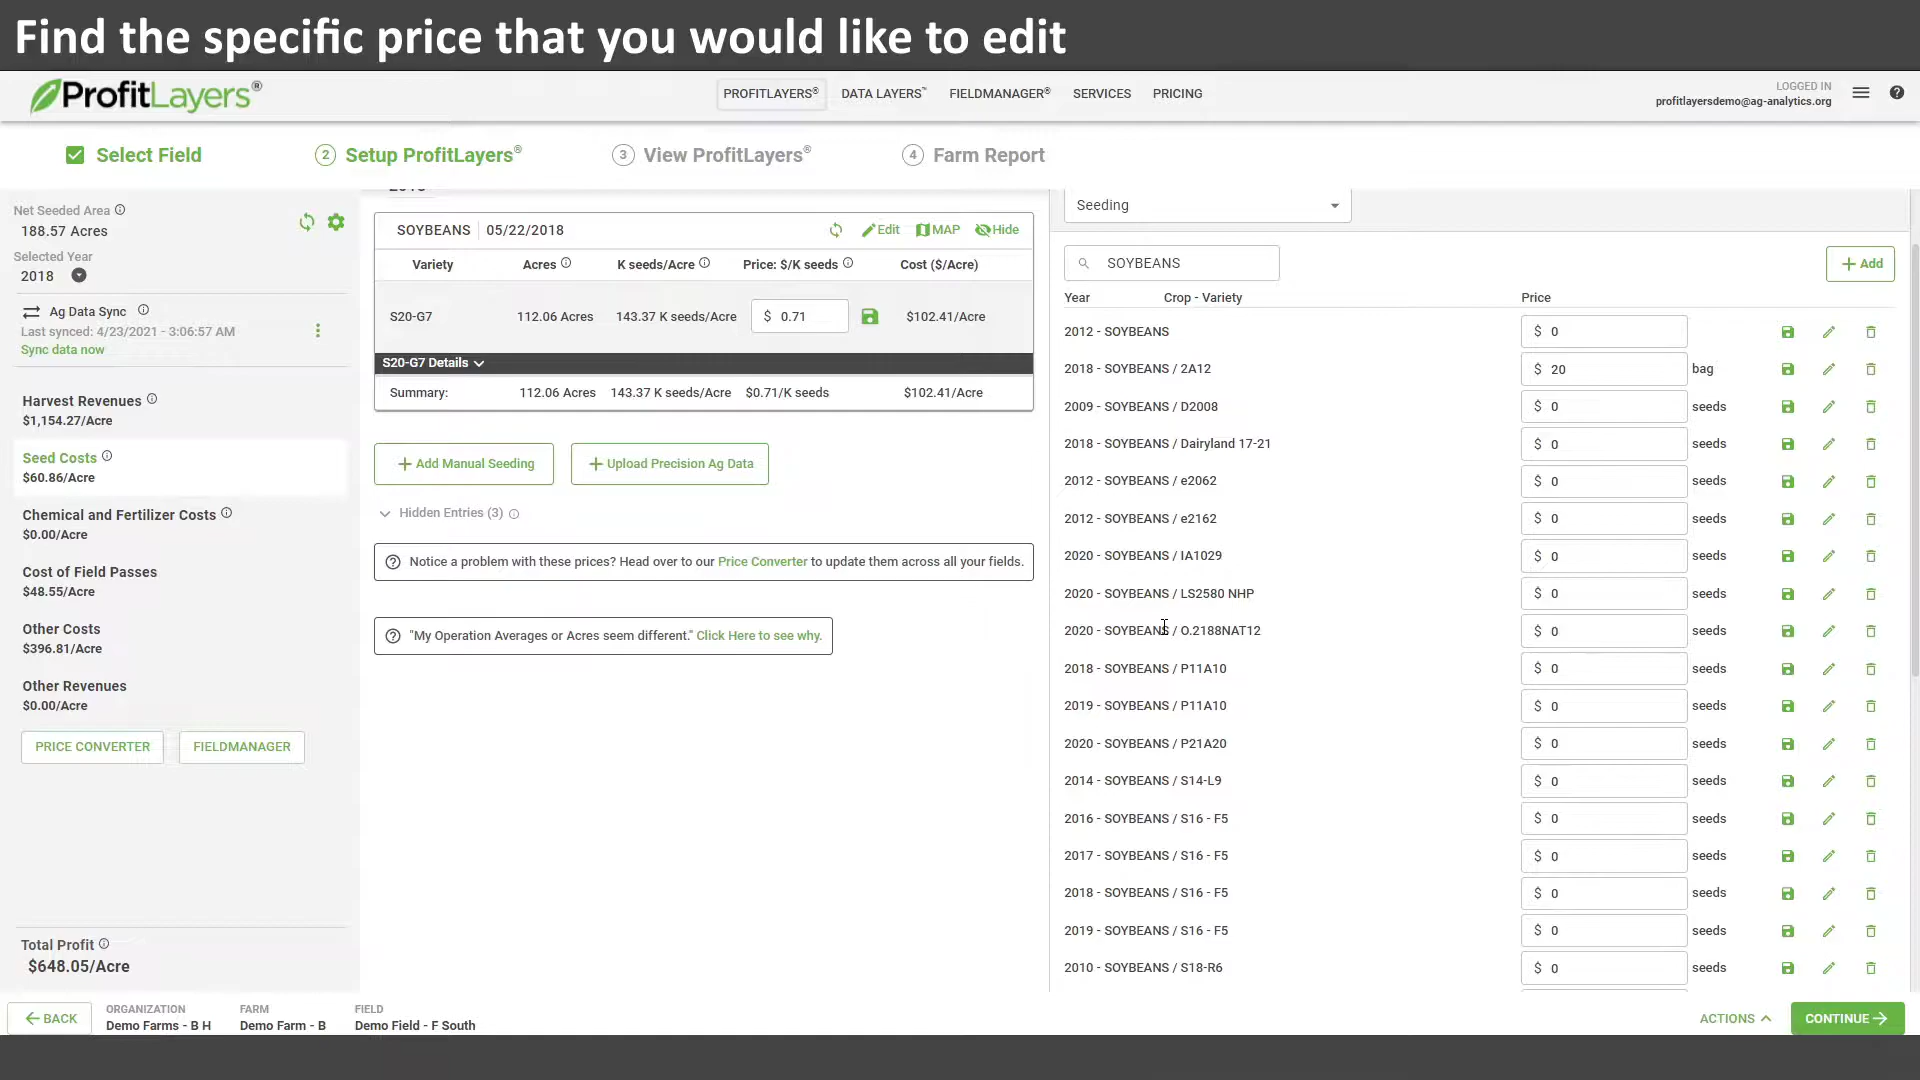 Find the specific price that you would like to edit
ProfitLayers®
PROFITLAYERS®
DATA LAYERS™
FIELDMANAGER®
SERVICES
PRICING
LOGGED IN
profitlayersdemo@ag-analytics.org
Select Field
2 Setup ProfitLayers®
3 View ProfitLayers®
4 Farm Report
Net Seeded Area
188.57 Acres
Selected Year
2018
Ag Data Sync
Last synced: 4/23/2021 - 3:06:57 AM
Sync data now
Harvest Revenues
$1,154.27/Acre
Seed Costs
$60.86/Acre
Chemical and Fertilizer Costs
$0.00/Acre
Cost of Field Passes
$48.55/Acre
Other Costs
$396.81/Acre
Other Revenues
$0.00/Acre
PRICE CONVERTER
FIELDMANAGER
Total Profit
$648.05/Acre
SOYBEANS 05/22/2018
Edit
MAP
Hide
Variety Acres K seeds/Acre Price: $/K seeds Cost ($/Acre)
S20-G7 112.06 Acres 143.37 K seeds/Acre $ 0.71 $102.41/Acre
S20-G7 Details
Summary: 112.06 Acres 143.37 K seeds/Acre $0.71/K seeds $102.41/Acre
+ Add Manual Seeding
+ Upload Precision Ag Data
Hidden Entries (3)
Notice a problem with these prices? Head over to our Price Converter to update them across all your fields.
"My Operation Averages or Acres seem different." Click Here to see why.
Seeding
SOYBEANS
+ Add
Year Crop - Variety Price
2012 - SOYBEANS $ 0
2018 - SOYBEANS / 2A12 $ 20 bag
2009 - SOYBEANS / D2008 $ 0 seeds
2018 - SOYBEANS / Dairyland 17-21 $ 0 seeds
2012 - SOYBEANS / e2062 $ 0 seeds
2012 - SOYBEANS / e2162 $ 0 seeds
2020 - SOYBEANS / IA1029 $ 0 seeds
2020 - SOYBEANS / LS2580 NHP $ 0 seeds
2020 - SOYBEANS / O.2188NAT12 $ 0 seeds
2018 - SOYBEANS / P11A10 $ 0 seeds
2019 - SOYBEANS / P11A10 $ 0 seeds
2020 - SOYBEANS / P21A20 $ 0 seeds
2014 - SOYBEANS / S14-L9 $ 0 seeds
2016 - SOYBEANS / S16 - F5 $ 0 seeds
2017 - SOYBEANS / S16 - F5 $ 0 seeds
2018 - SOYBEANS / S16 - F5 $ 0 seeds
2019 - SOYBEANS / S16 - F5 $ 0 seeds
2010 - SOYBEANS / S18-R6 $ 0 seeds
BACK
ORGANIZATION
Demo Farms - B H
FARM
Demo Farm - B
FIELD
Demo Field - F South
ACTIONS
CONTINUE